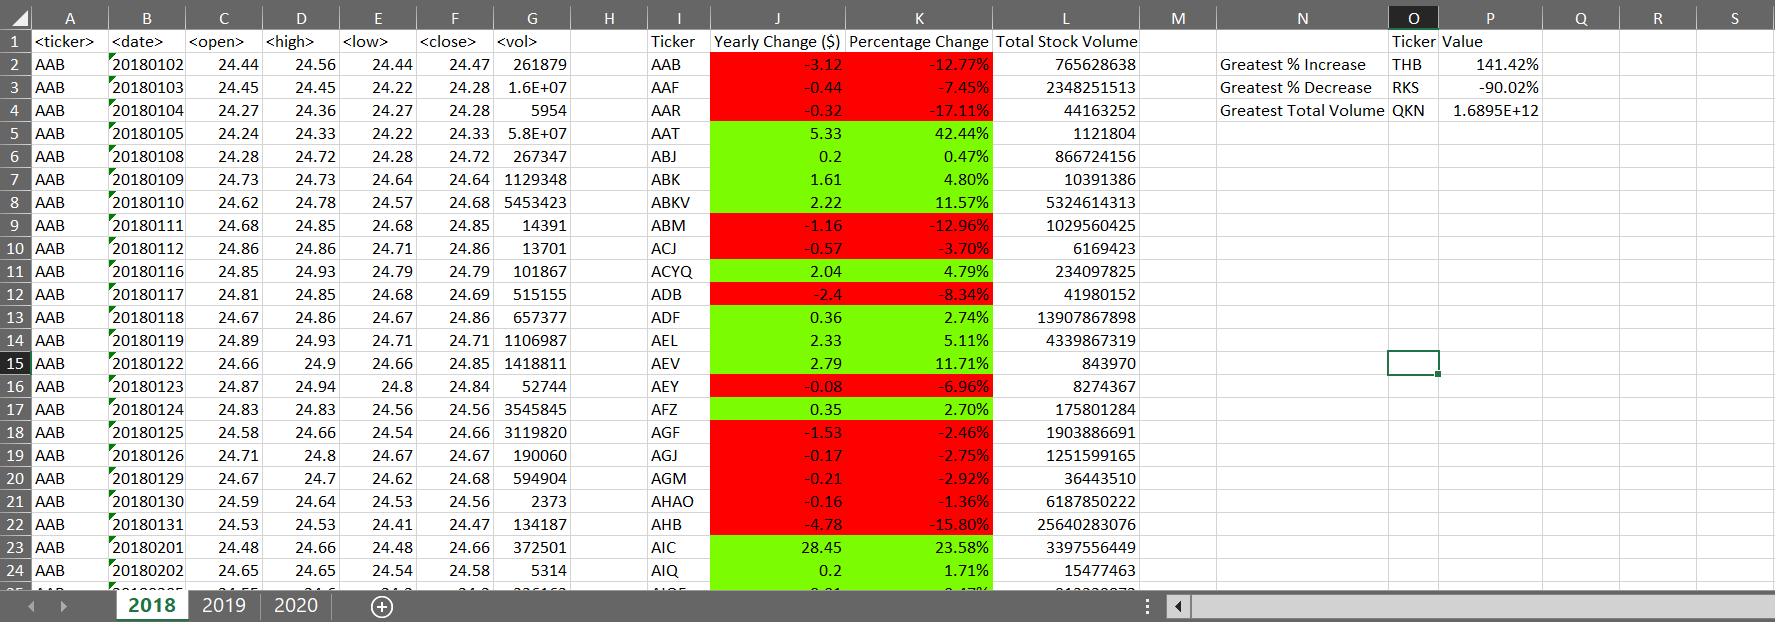 A B C D E F G H I J K L M N O P Q R S
1 <ticker> <date> <open> <high> <low> <close> <vol> Ticker Yearly Change ($) Percentage Change Total Stock Volume Ticker Value
2 AAB 20180102 24.44 24.56 24.44 24.47 261879 AAB -3.12 -12.77% 765628638 Greatest % Increase THB 141.42%
3 AAB 20180103 24.45 24.45 24.22 24.28 1.6E+07 AAF -0.44 -7.45% 2348251513 Greatest % Decrease RKS -90.02%
4 AAB 20180104 24.27 24.36 24.27 24.28 5954 AAR -0.32 -17.11% 44163252 Greatest Total Volume QKN 1.6895E+12
5 AAB 20180105 24.24 24.33 24.22 24.33 5.8E+07 AAT 5.33 42.44% 1121804
6 AAB 20180108 24.28 24.72 24.28 24.72 267347 ABJ 0.2 0.47% 866724156
7 AAB 20180109 24.73 24.73 24.64 24.64 1129348 ABK 1.61 4.80% 10391386
8 AAB 20180110 24.62 24.78 24.57 24.68 5453423 ABKV 2.22 11.57% 5324614313
9 AAB 20180111 24.68 24.85 24.68 24.85 14391 ABM -1.16 -12.96% 1029560425
10 AAB 20180112 24.86 24.86 24.71 24.86 13701 ACJ -0.57 -3.70% 6169423
11 AAB 20180116 24.85 24.93 24.79 24.79 101867 ACYQ 2.04 4.79% 234097825
12 AAB 20180117 24.81 24.85 24.68 24.69 515155 ADB -2.4 -8.34% 41980152
13 AAB 20180118 24.67 24.86 24.67 24.86 657377 ADF 0.36 2.74% 13907867898
14 AAB 20180119 24.89 24.93 24.71 24.71 1106987 AEL 2.33 5.11% 4339867319
15 AAB 20180122 24.66 24.9 24.66 24.85 1418811 AEV 2.79 11.71% 843970
16 AAB 20180123 24.87 24.94 24.8 24.84 52744 AEY -0.08 -6.96% 8274367
17 AAB 20180124 24.83 24.83 24.56 24.56 3545845 AFZ 0.35 2.70% 175801284
18 AAB 20180125 24.58 24.66 24.54 24.66 3119820 AGF -1.53 -2.46% 1903886691
19 AAB 20180126 24.71 24.8 24.67 24.67 190060 AGJ -0.17 -2.75% 1251599165
20 AAB 20180129 24.67 24.7 24.62 24.68 594904 AGM -0.21 -2.92% 36443510
21 AAB 20180130 24.59 24.64 24.53 24.56 2373 AHAO -0.16 -1.36% 6187850222
22 AAB 20180131 24.53 24.53 24.41 24.47 134187 AHB -4.78 -15.80% 25640283076
23 AAB 20180201 24.48 24.66 24.48 24.66 372501 AIC 28.45 23.58% 3397556449
24 AAB 20180202 24.65 24.65 24.54 24.58 5314 AIQ 0.2 1.71% 15477463
2018 2019 2020